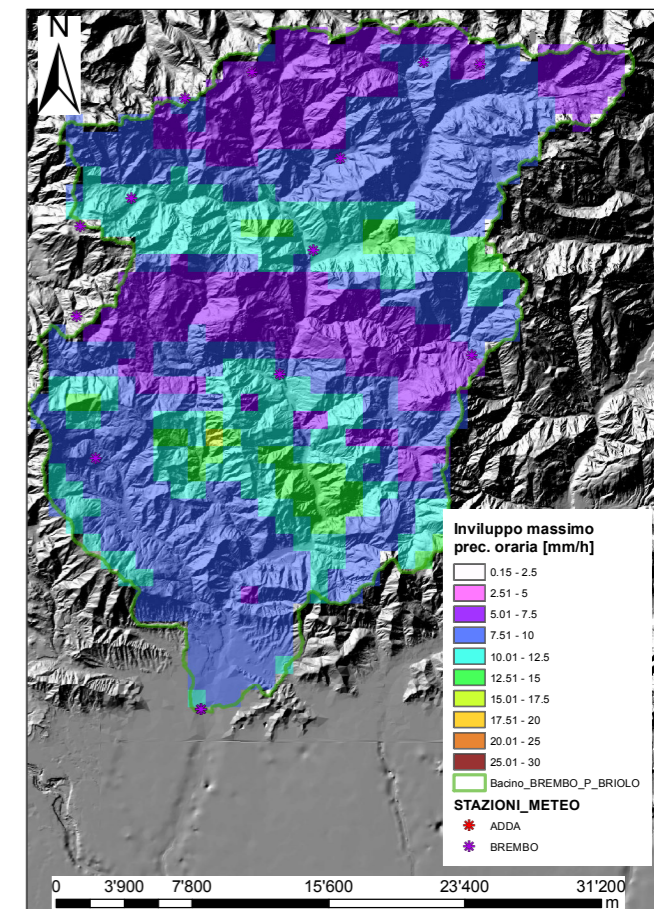 N
Inviluppo massimo
prec. oraria [mm/h]
0.15 - 2.5
2.51 - 5
5.01 - 7.5
7.51 - 10
10.01 - 12.5
12.51 - 15
15.01 - 17.5
17.51 - 20
20.01 - 25
25.01 - 30
Bacino_BREMBO_P_BRIOLO
STAZIONI_METEO
ADDA
BREMBO
0 3'900 7'800 15'600 23'400 31'200
m